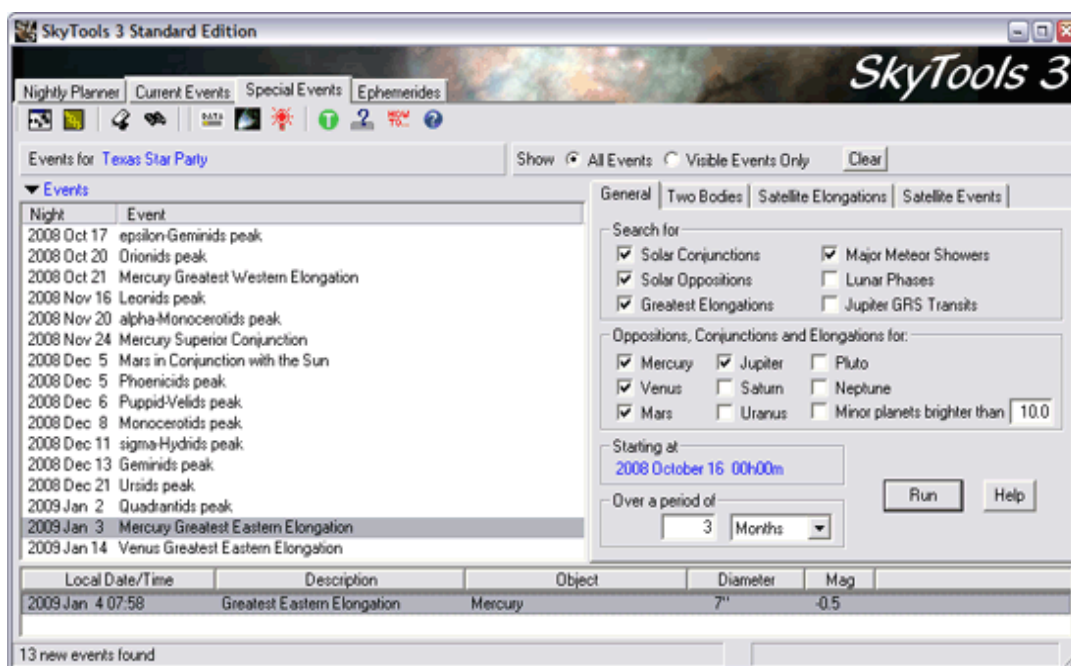 SkyTools 3 Standard Edition
SkyTools 3
Nightly Planner Current Events Special Events Ephemerides
DATA T ? HOW TO... ?
Events for Texas Star Party
Show All Events Visible Events Only Clear
Events
Night Event
2008 Oct 17 epsilon-Geminids peak
2008 Oct 20 Orionids peak
2008 Oct 21 Mercury Greatest Western Elongation
2008 Nov 16 Leonids peak
2008 Nov 20 alpha-Monocerotids peak
2008 Nov 24 Mercury Superior Conjunction
2008 Dec 5 Mars in Conjunction with the Sun
2008 Dec 5 Phoenicids peak
2008 Dec 6 Puppid-Velids peak
2008 Dec 8 Monocerotids peak
2008 Dec 11 sigma-Hydrids peak
2008 Dec 13 Geminids peak
2008 Dec 21 Ursids peak
2009 Jan 2 Quadrantids peak
2009 Jan 3 Mercury Greatest Eastern Elongation
2009 Jan 14 Venus Greatest Eastern Elongation
General Two Bodies Satellite Elongations Satellite Events
Search for
Solar Conjunctions Major Meteor Showers
Solar Oppositions Lunar Phases
Greatest Elongations Jupiter GRS Transits
Oppositions, Conjunctions and Elongations for:
Mercury Jupiter Pluto
Venus Saturn Neptune
Mars Uranus Minor planets brighter than 10.0
Starting at
2008 October 16 00h00m
Over a period of
3 Months
Run Help
Local Date/Time Description Object Diameter Mag
2009 Jan 4 07:58 Greatest Eastern Elongation Mercury 7" -0.5
13 new events found